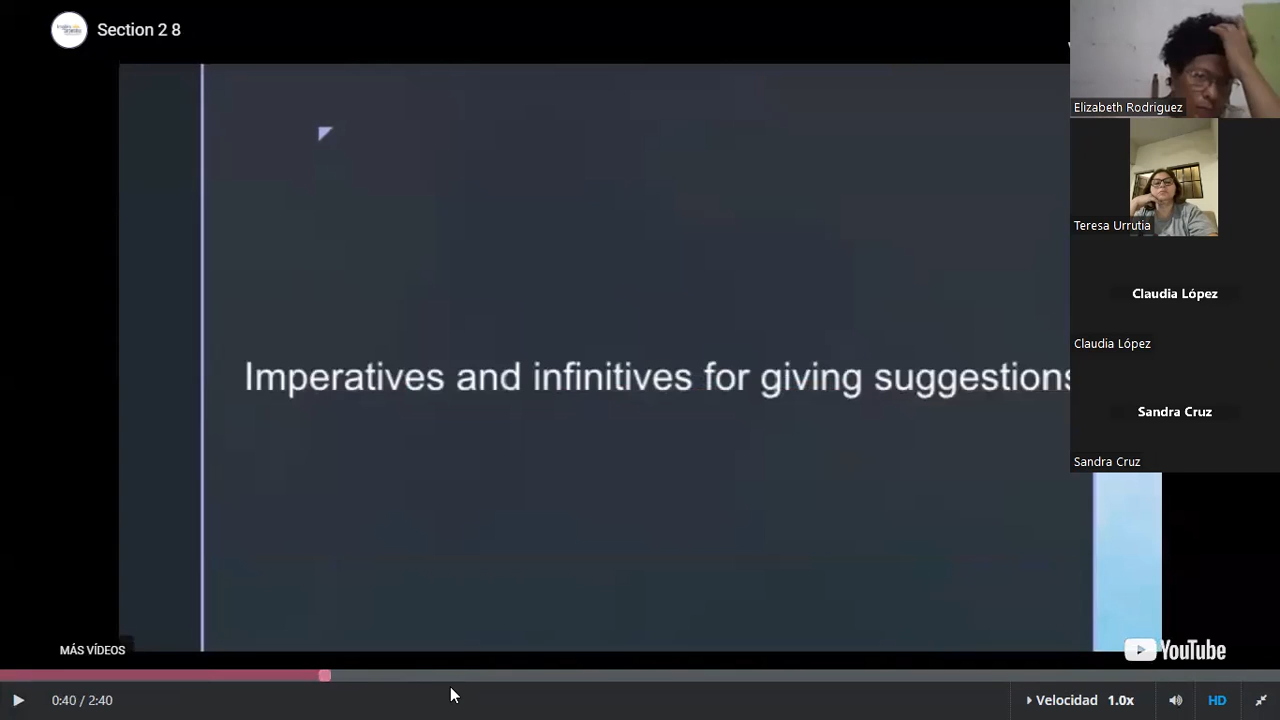 Section 2 8
Elizabeth Rodriguez
Teresa Urrutia
Claudia López
Claudia López
Sandra Cruz
Sandra Cruz
Imperatives and infinitives for giving suggestions
MÁS VÍDEOS
YouTube
0:40 / 2:40
Velocidad 1.0x
HD